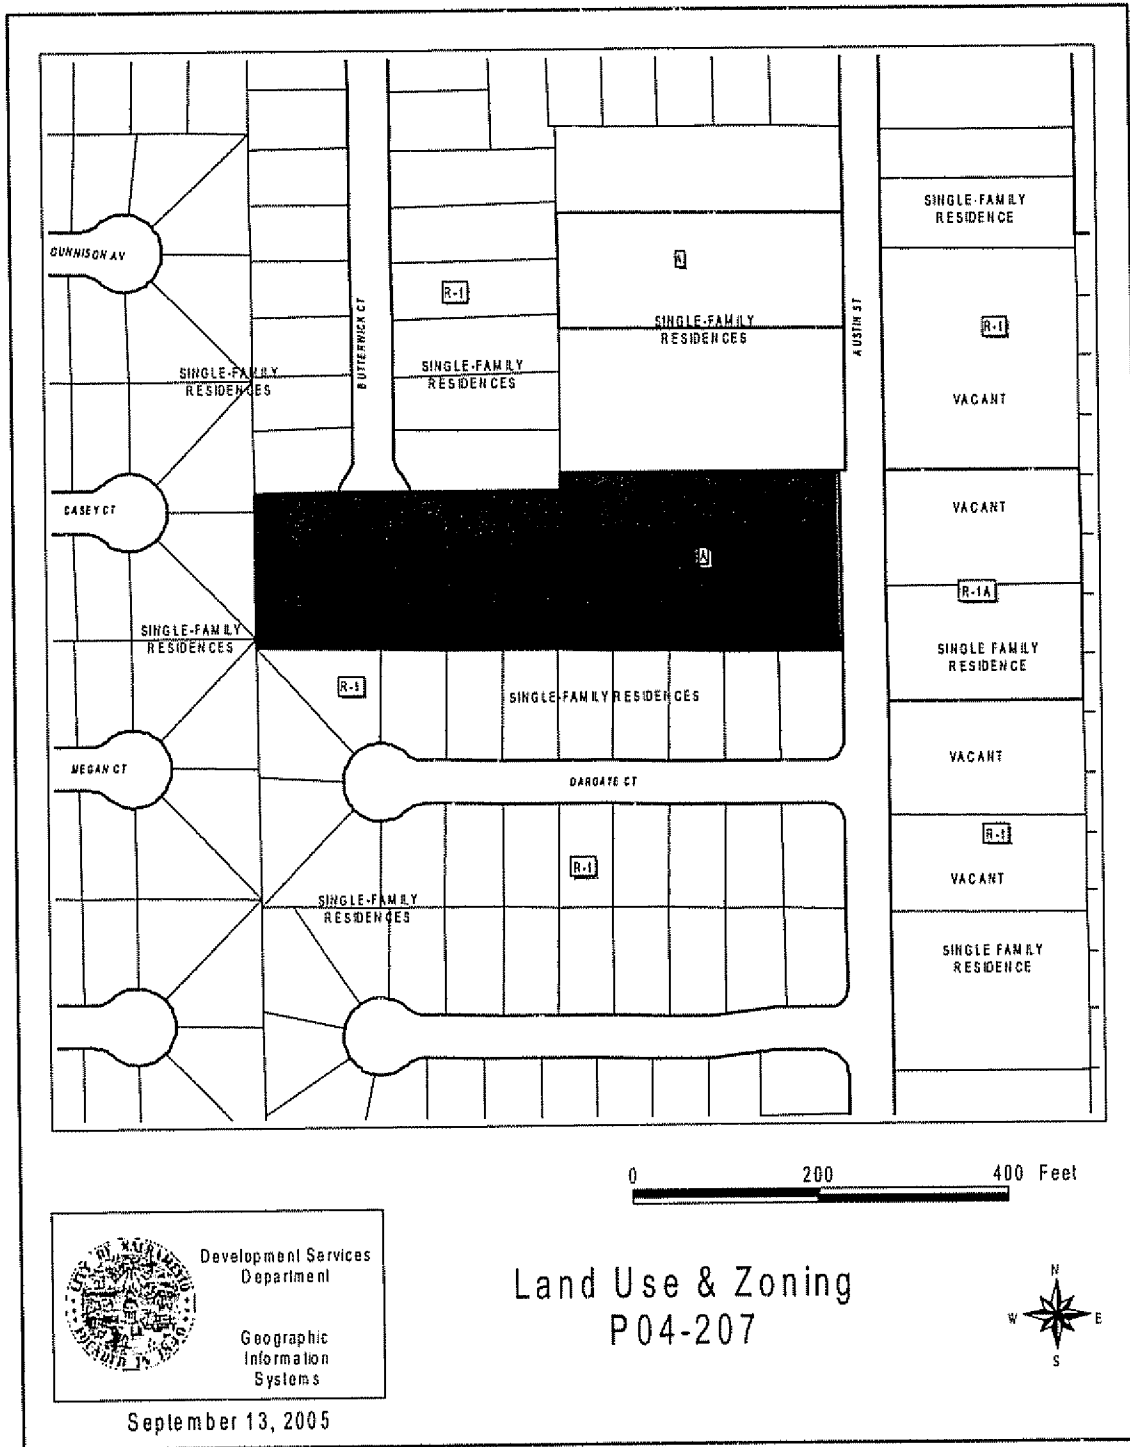 SINGLE-FAMILY
RESIDENCE
GUNNISON AV
A
R-1
BUTTERWICK CT
AUSTIN ST
R-1
SINGLE-FAMILY
RESIDENCES
SINGLE-FAMILY
RESIDENCES
SINGLE-FAMILY
RESIDENCES
VACANT
CASEY CT
VACANT
A
R-1A
SINGLE-FAMILY
RESIDENCES
SINGLE FAMILY
RESIDENCE
R-1
SINGLE-FAMILY RESIDENCES
MEGAN CT
DARGATE CT
VACANT
R-1
R-1
VACANT
SINGLE-FAMILY
RESIDENCES
SINGLE FAMILY
RESIDENCE
0 200 400 Feet
CITY OF SACRAMENTO
Development Services
Department
Geographic
Information
Systems
Land Use & Zoning
P04-207
N
W E
S
September 13, 2005